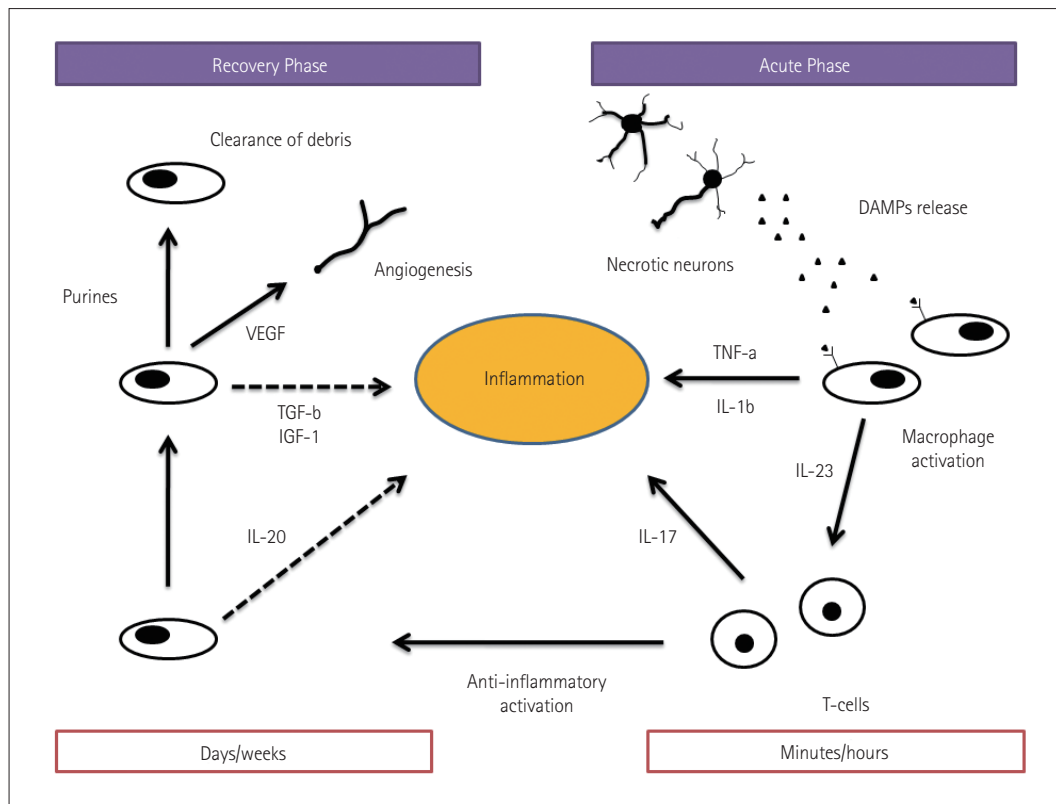 Recovery Phase
Acute Phase
Clearance of debris
DAMPs release
Necrotic neurons
Angiogenesis
Purines
VEGF
TNF-a
Inflammation
IL-1b
TGF-b
IGF-1
Macrophage
activation
IL-23
IL-20
IL-17
Anti-inflammatory
activation
T-cells
Days/weeks
Minutes/hours